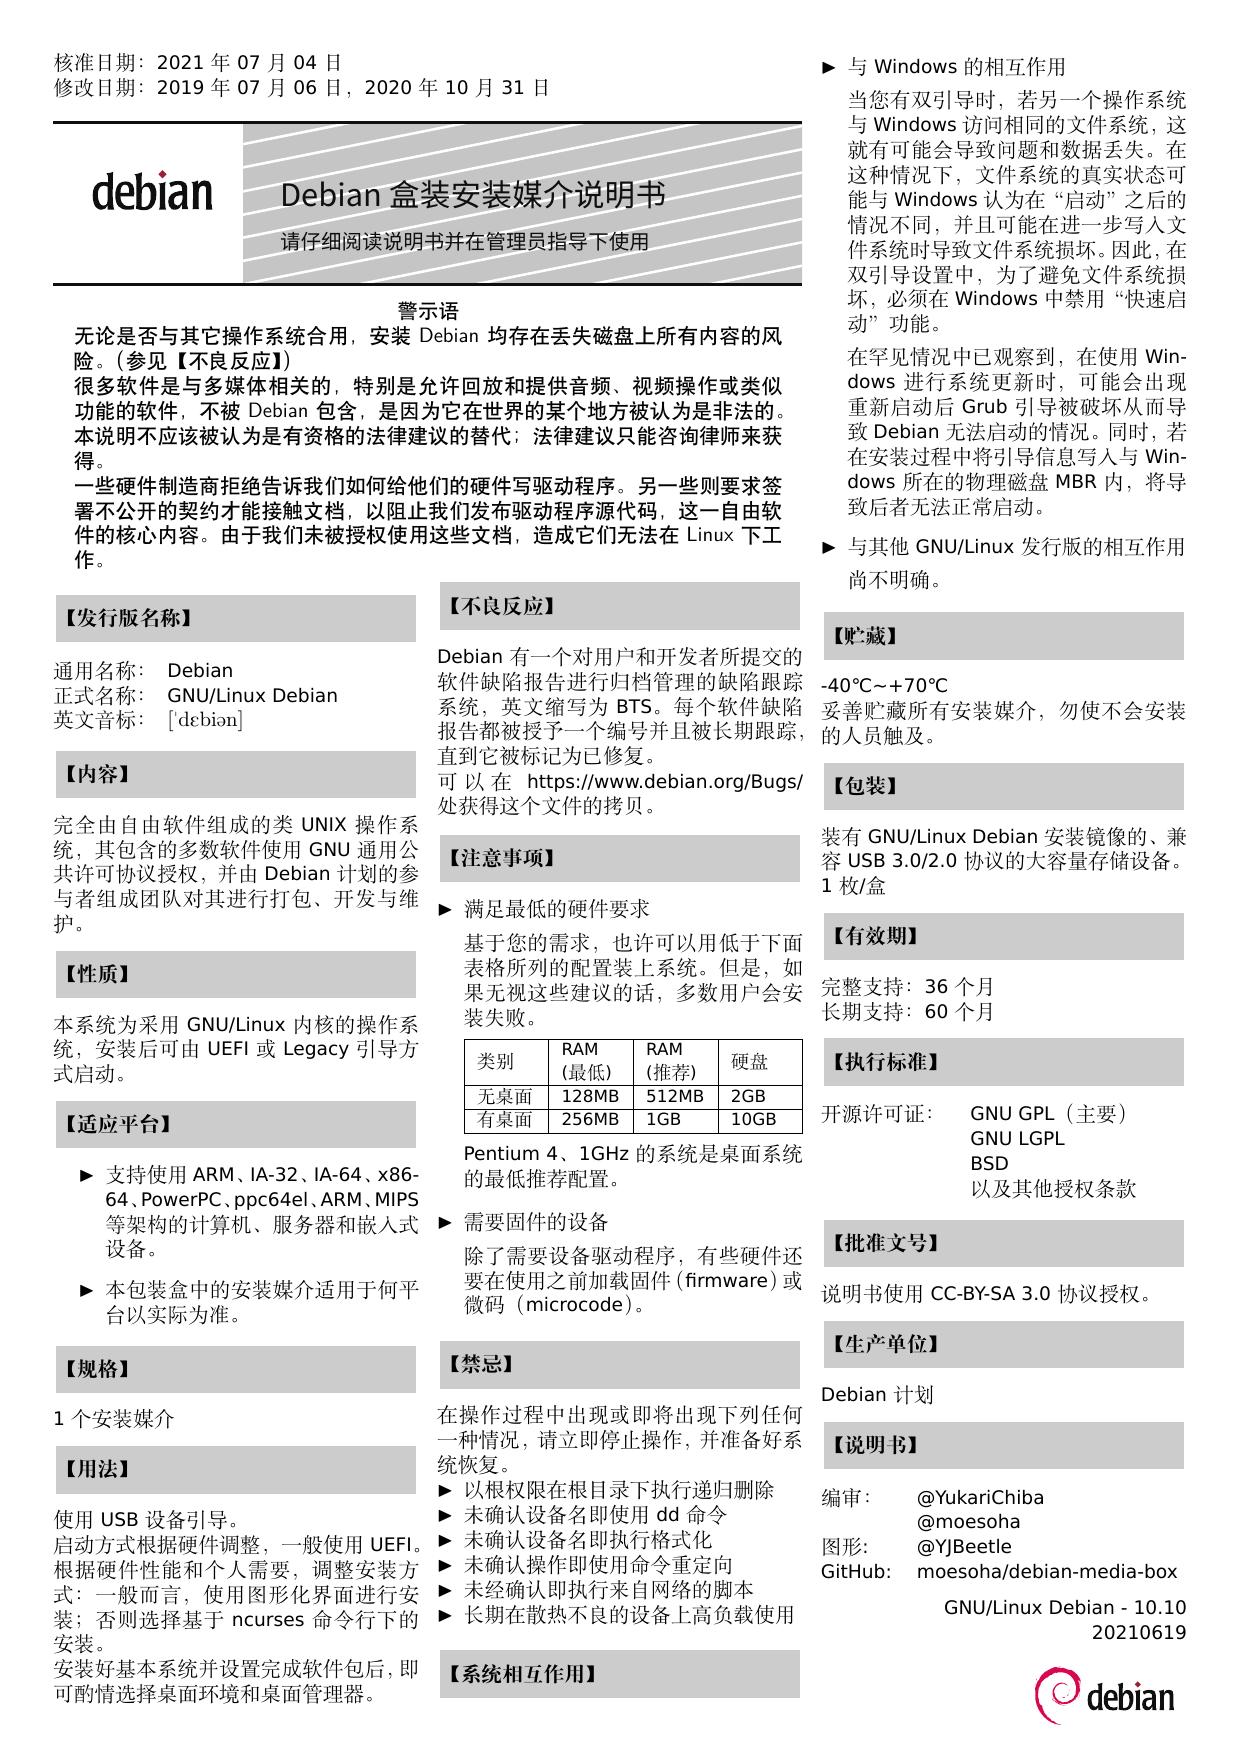 核准日期：2021 年 07 月 04 日
修改日期：2019 年 07 月 06 日，2020 年 10 月 31 日
debian
Debian 盒装安装媒介说明书
请仔细阅读说明书并在管理员指导下使用
警示语
无论是否与其它操作系统合用，安装 Debian 均存在丢失磁盘上所有内容的风
险。（参见【不良反应】）
很多软件是与多媒体相关的，特别是允许回放和提供音频、视频操作或类似
功能的软件，不被 Debian 包含，是因为它在世界的某个地方被认为是非法的。
本说明不应该被认为是有资格的法律建议的替代；法律建议只能咨询律师来获
得。
一些硬件制造商拒绝告诉我们如何给他们的硬件写驱动程序。另一些则要求签
署不公开的契约才能接触文档，以阻止我们发布驱动程序源代码，这一自由软
件的核心内容。由于我们未被授权使用这些文档，造成它们无法在 Linux 下工
作。
【发行版名称】
通用名称： Debian
正式名称： GNU/Linux Debian
英文音标： [ˈdɛbiən]
【内容】
完全由自由软件组成的类 UNIX 操作系
统，其包含的多数软件使用 GNU 通用公
共许可协议授权，并由 Debian 计划的参
与者组成团队对其进行打包、开发与维
护。
【性质】
本系统为采用 GNU/Linux 内核的操作系
统，安装后可由 UEFI 或 Legacy 引导方
式启动。
【适应平台】
► 支持使用 ARM、IA-32、IA-64、x86-
64、PowerPC、ppc64el、ARM、MIPS
等架构的计算机、服务器和嵌入式
设备。
► 本包装盒中的安装媒介适用于何平
台以实际为准。
【规格】
1 个安装媒介
【用法】
使用 USB 设备引导。
启动方式根据硬件调整，一般使用 UEFI。
根据硬件性能和个人需要，调整安装方
式：一般而言，使用图形化界面进行安
装；否则选择基于 ncurses 命令行下的
安装。
安装好基本系统并设置完成软件包后，即
可酌情选择桌面环境和桌面管理器。
【不良反应】
Debian 有一个对用户和开发者所提交的
软件缺陷报告进行归档管理的缺陷跟踪
系统，英文缩写为 BTS。每个软件缺陷
报告都被授予一个编号并且被长期跟踪，
直到它被标记为已修复。
可以在 https://www.debian.org/Bugs/
处获得这个文件的拷贝。
【注意事项】
► 满足最低的硬件要求
基于您的需求，也许可以用低于下面
表格所列的配置装上系统。但是，如
果无视这些建议的话，多数用户会安
装失败。
类别 RAM (最低) RAM (推荐) 硬盘
无桌面 128MB 512MB 2GB
有桌面 256MB 1GB 10GB
Pentium 4、1GHz 的系统是桌面系统
的最低推荐配置。
► 需要固件的设备
除了需要设备驱动程序，有些硬件还
要在使用之前加载固件（firmware）或
微码（microcode）。
【禁忌】
在操作过程中出现或即将出现下列任何
一种情况，请立即停止操作，并准备好系
统恢复。
► 以根权限在根目录下执行递归删除
► 未确认设备名即使用 dd 命令
► 未确认设备名即执行格式化
► 未确认操作即使用命令重定向
► 未经确认即执行来自网络的脚本
► 长期在散热不良的设备上高负载使用
【系统相互作用】
► 与 Windows 的相互作用
当您有双引导时，若另一个操作系统
与 Windows 访问相同的文件系统，这
就有可能会导致问题和数据丢失。在
这种情况下，文件系统的真实状态可
能与 Windows 认为在“启动”之后的
情况不同，并且可能在进一步写入文
件系统时导致文件系统损坏。因此，在
双引导设置中，为了避免文件系统损
坏，必须在 Windows 中禁用“快速启
动”功能。
在罕见情况中已观察到，在使用 Win-
dows 进行系统更新时，可能会出现
重新启动后 Grub 引导被破坏从而导
致 Debian 无法启动的情况。同时，若
在安装过程中将引导信息写入与 Win-
dows 所在的物理磁盘 MBR 内，将导
致后者无法正常启动。
► 与其他 GNU/Linux 发行版的相互作用
尚不明确。
【贮藏】
-40℃~+70℃
妥善贮藏所有安装媒介，勿使不会安装
的人员触及。
【包装】
装有 GNU/Linux Debian 安装镜像的、兼
容 USB 3.0/2.0 协议的大容量存储设备。
1 枚/盒
【有效期】
完整支持：36 个月
长期支持：60 个月
【执行标准】
开源许可证： GNU GPL（主要）
GNU LGPL
BSD
以及其他授权条款
【批准文号】
说明书使用 CC-BY-SA 3.0 协议授权。
【生产单位】
Debian 计划
【说明书】
编审： @YukariChiba
@moesoha
图形： @YJBeetle
GitHub: moesoha/debian-media-box
GNU/Linux Debian - 10.10
20210619
debian